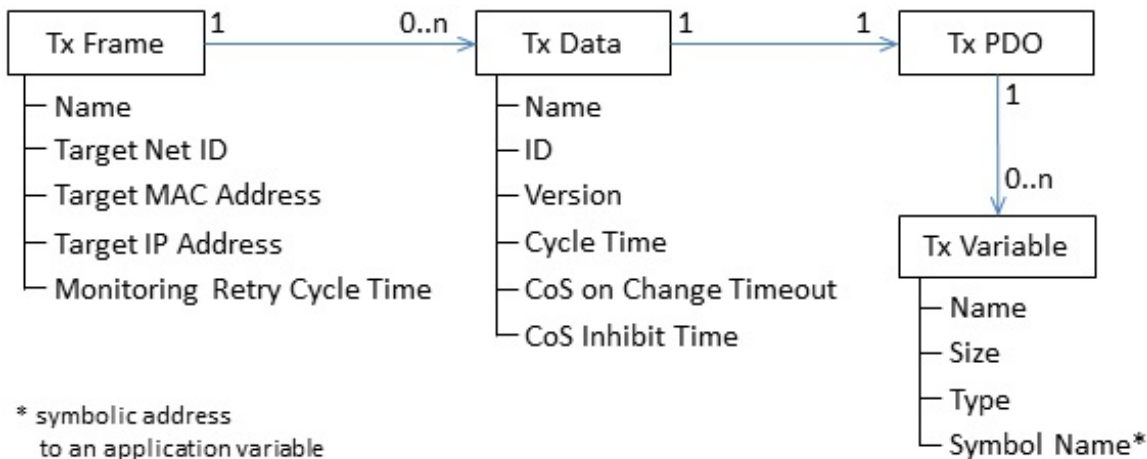 Tx Frame
1
0..n
Tx Data
1
1
Tx PDO
Name
Target Net ID
Target MAC Address
Target IP Address
Monitoring Retry Cycle Time
Name
ID
Version
Cycle Time
CoS on Change Timeout
CoS Inhibit Time
1
0..n
Tx Variable
Name
Size
Type
Symbol Name*
* symbolic address
to an application variable